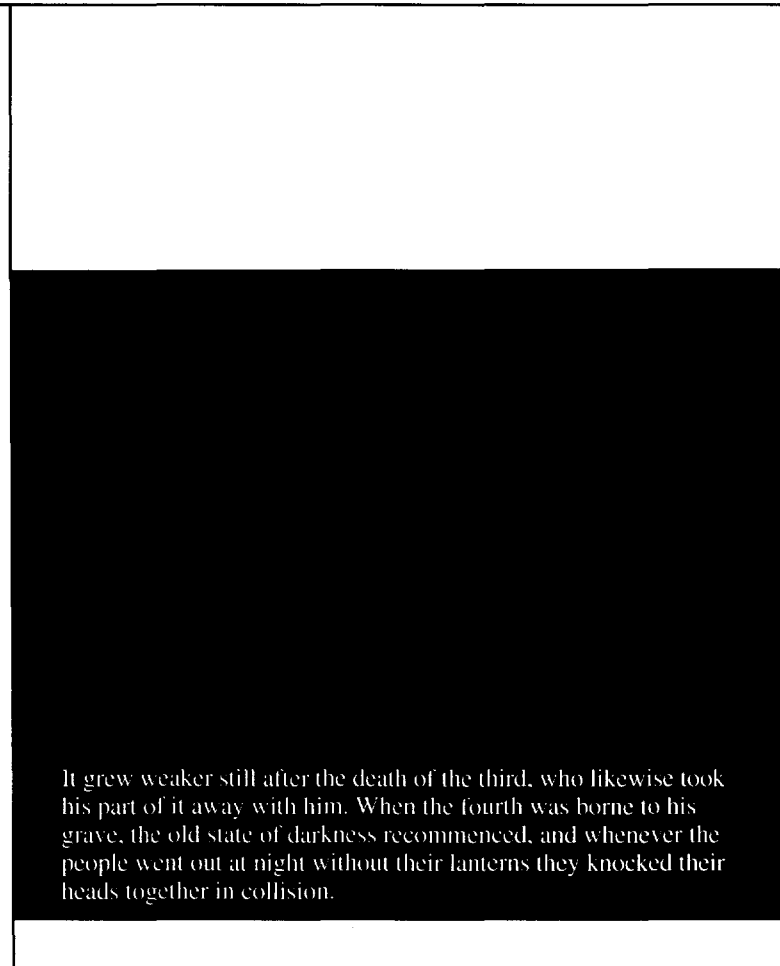 It grew weaker still after the death of the third, who likewise took
his part of it away with him. When the fourth was borne to his
grave, the old state of darkness recommenced, and whenever the
people went out at night without their lanterns they knocked their
heads together in collision.